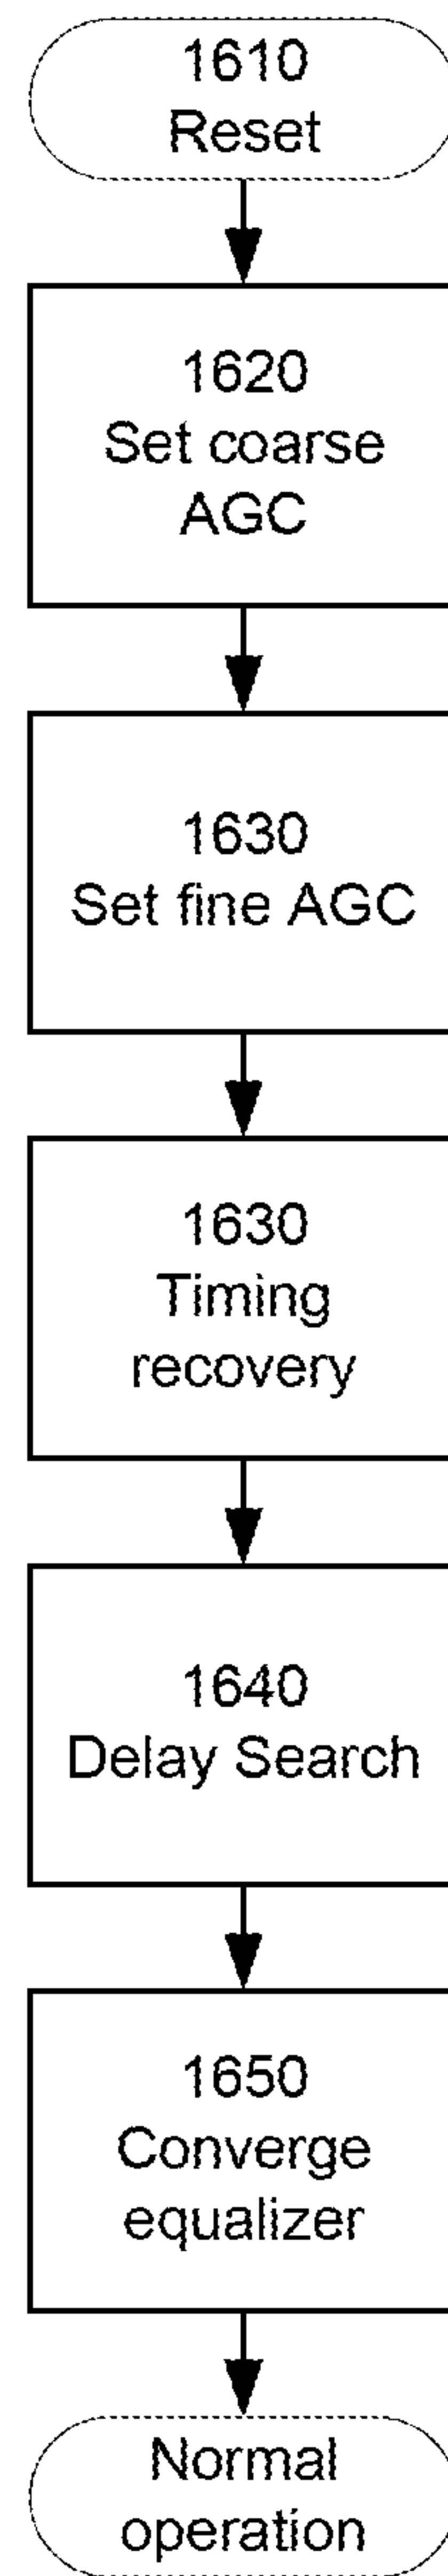 1610
Reset
1620
Set coarse
AGC
1630
Set fine AGC
1630
Timing
recovery
1640
Delay Search
1650
Converge
equalizer
Normal
operation